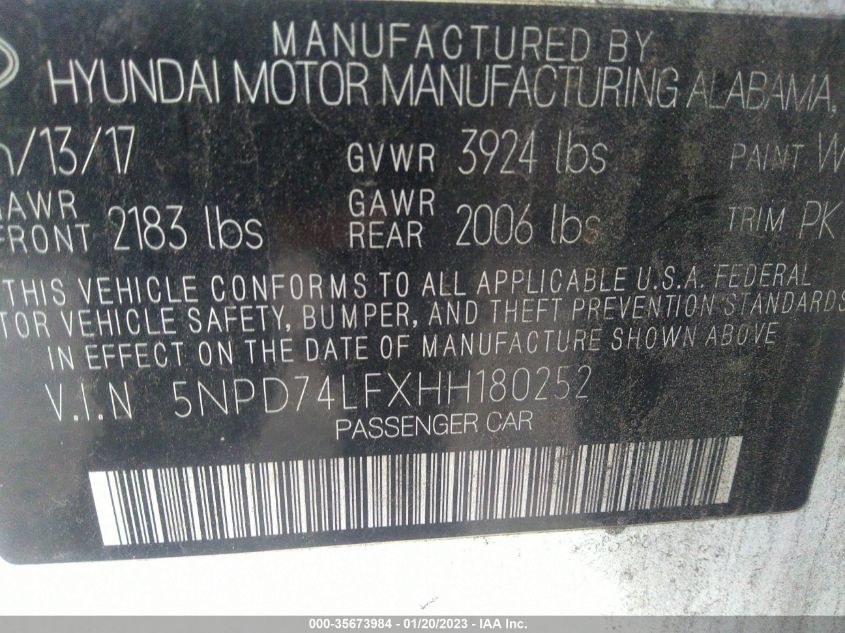 MANUFACTURED BY
HYUNDAI MOTOR MANUFACTURING ALABAMA,
/13/17 GVWR 3924 lbs PAINT W
GAWR FRONT 2183 lbs GAWR REAR 2006 lbs TRIM PK
THIS VEHICLE CONFORMS TO ALL APPLICABLE U.S.A. FEDERAL
TOR VEHICLE SAFETY, BUMPER, AND THEFT PREVENTION STANDARDS
IN EFFECT ON THE DATE OF MANUFACTURE SHOWN ABOVE
V.I.N 5NPD74LFXHH180252
PASSENGER CAR
000-35673984 - 01/20/2023 - IAA Inc.